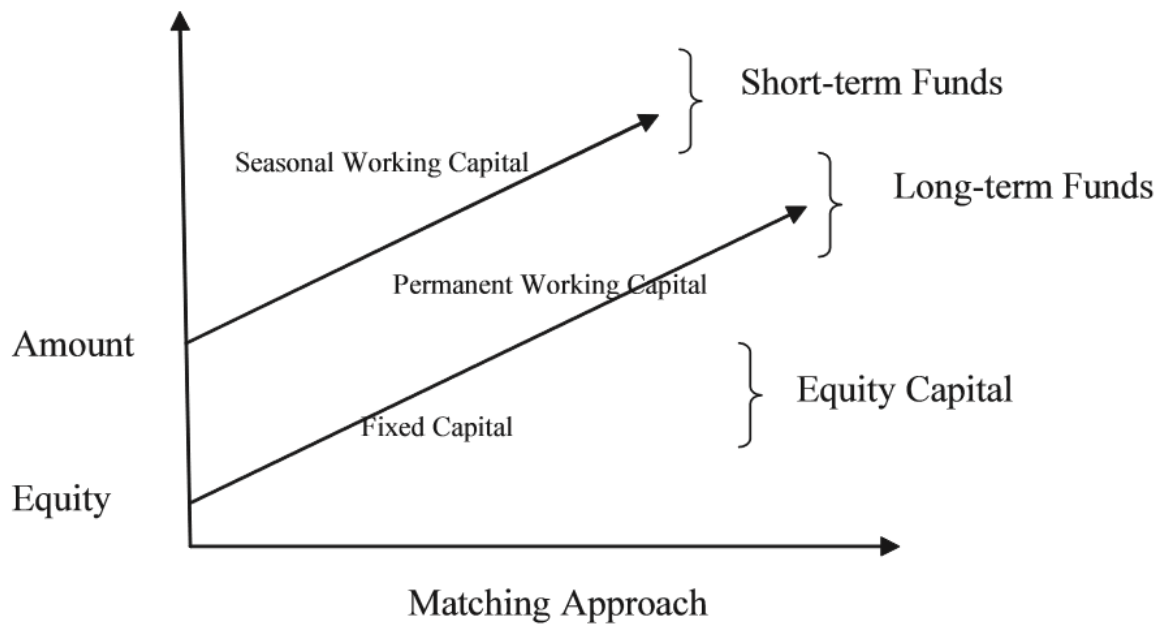 Short-term Funds
Seasonal Working Capital
Long-term Funds
Permanent Working Capital
Amount
Equity Capital
Fixed Capital
Equity
Matching Approach